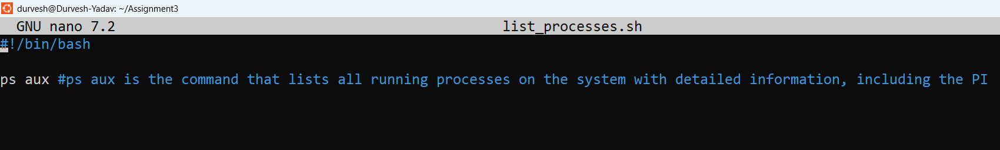 durvesh@Durvesh-Yadav: ~/Assignment3
GNU nano 7.2 list_processes.sh
#!/bin/bash
ps aux #ps aux is the command that lists all running processes on the system with detailed information, including the PI